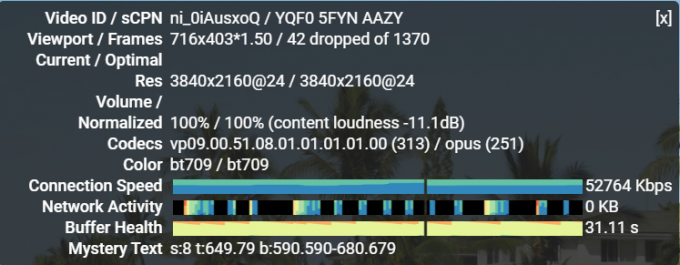 Video ID / sCPN ni_0iAusxoQ / YQF0 5FYN AAZY [x]
Viewport / Frames 716x403*1.50 / 42 dropped of 1370
Current / Optimal
Res 3840x2160@24 / 3840x2160@24
Volume /
Normalized 100% / 100% (content loudness -11.1dB)
Codecs vp09.00.51.08.01.01.01.01.00 (313) / opus (251)
Color bt709 / bt709
Connection Speed 52764 Kbps
Network Activity 0 KB
Buffer Health 31.11 s
Mystery Text s:8 t:649.79 b:590.590-680.679